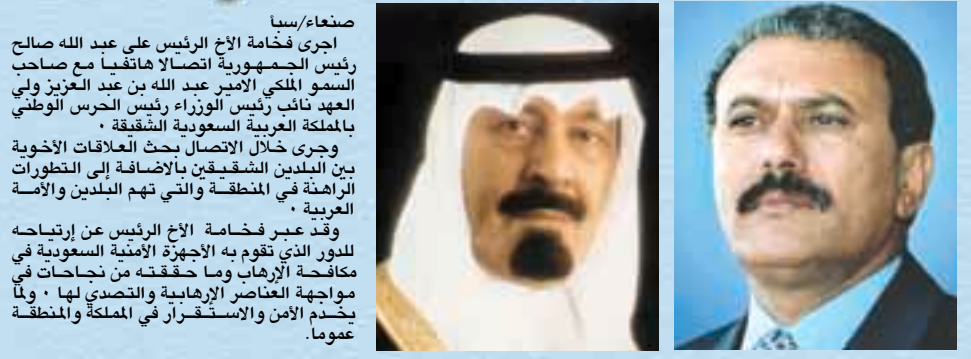 صنعاء/سبأ
اجرى فخامة الأخ الرئيس علي عبد الله صالح
رئيس الجمهورية اتصالا هاتفيا مع صاحب
السمو الملكي الامير عبد الله بن عبد العزيز ولي
العهد نائب رئيس الوزراء رئيس الحرس الوطني
بالمملكة العربية السعودية الشقيقة ٠
وجرى خلال الاتصال بحث العلاقات الأخوية
بين البلدين الشقيقين بالاضافة إلى التطورات
الراهنة في المنطقة والتي تهم البلدين والأمة
العربية ٠
وقد عبر فخامة الأخ الرئيس عن إرتياحه
للدور الذي تقوم به الأجهزة الأمنية السعودية في
مكافحة الإرهاب وما حققته من نجاحات في
مواجهة العناصر الإرهابية والتصدي لها ٠ ولما
يخدم الأمن والاستقرار في المملكة والمنطقة
عموما.